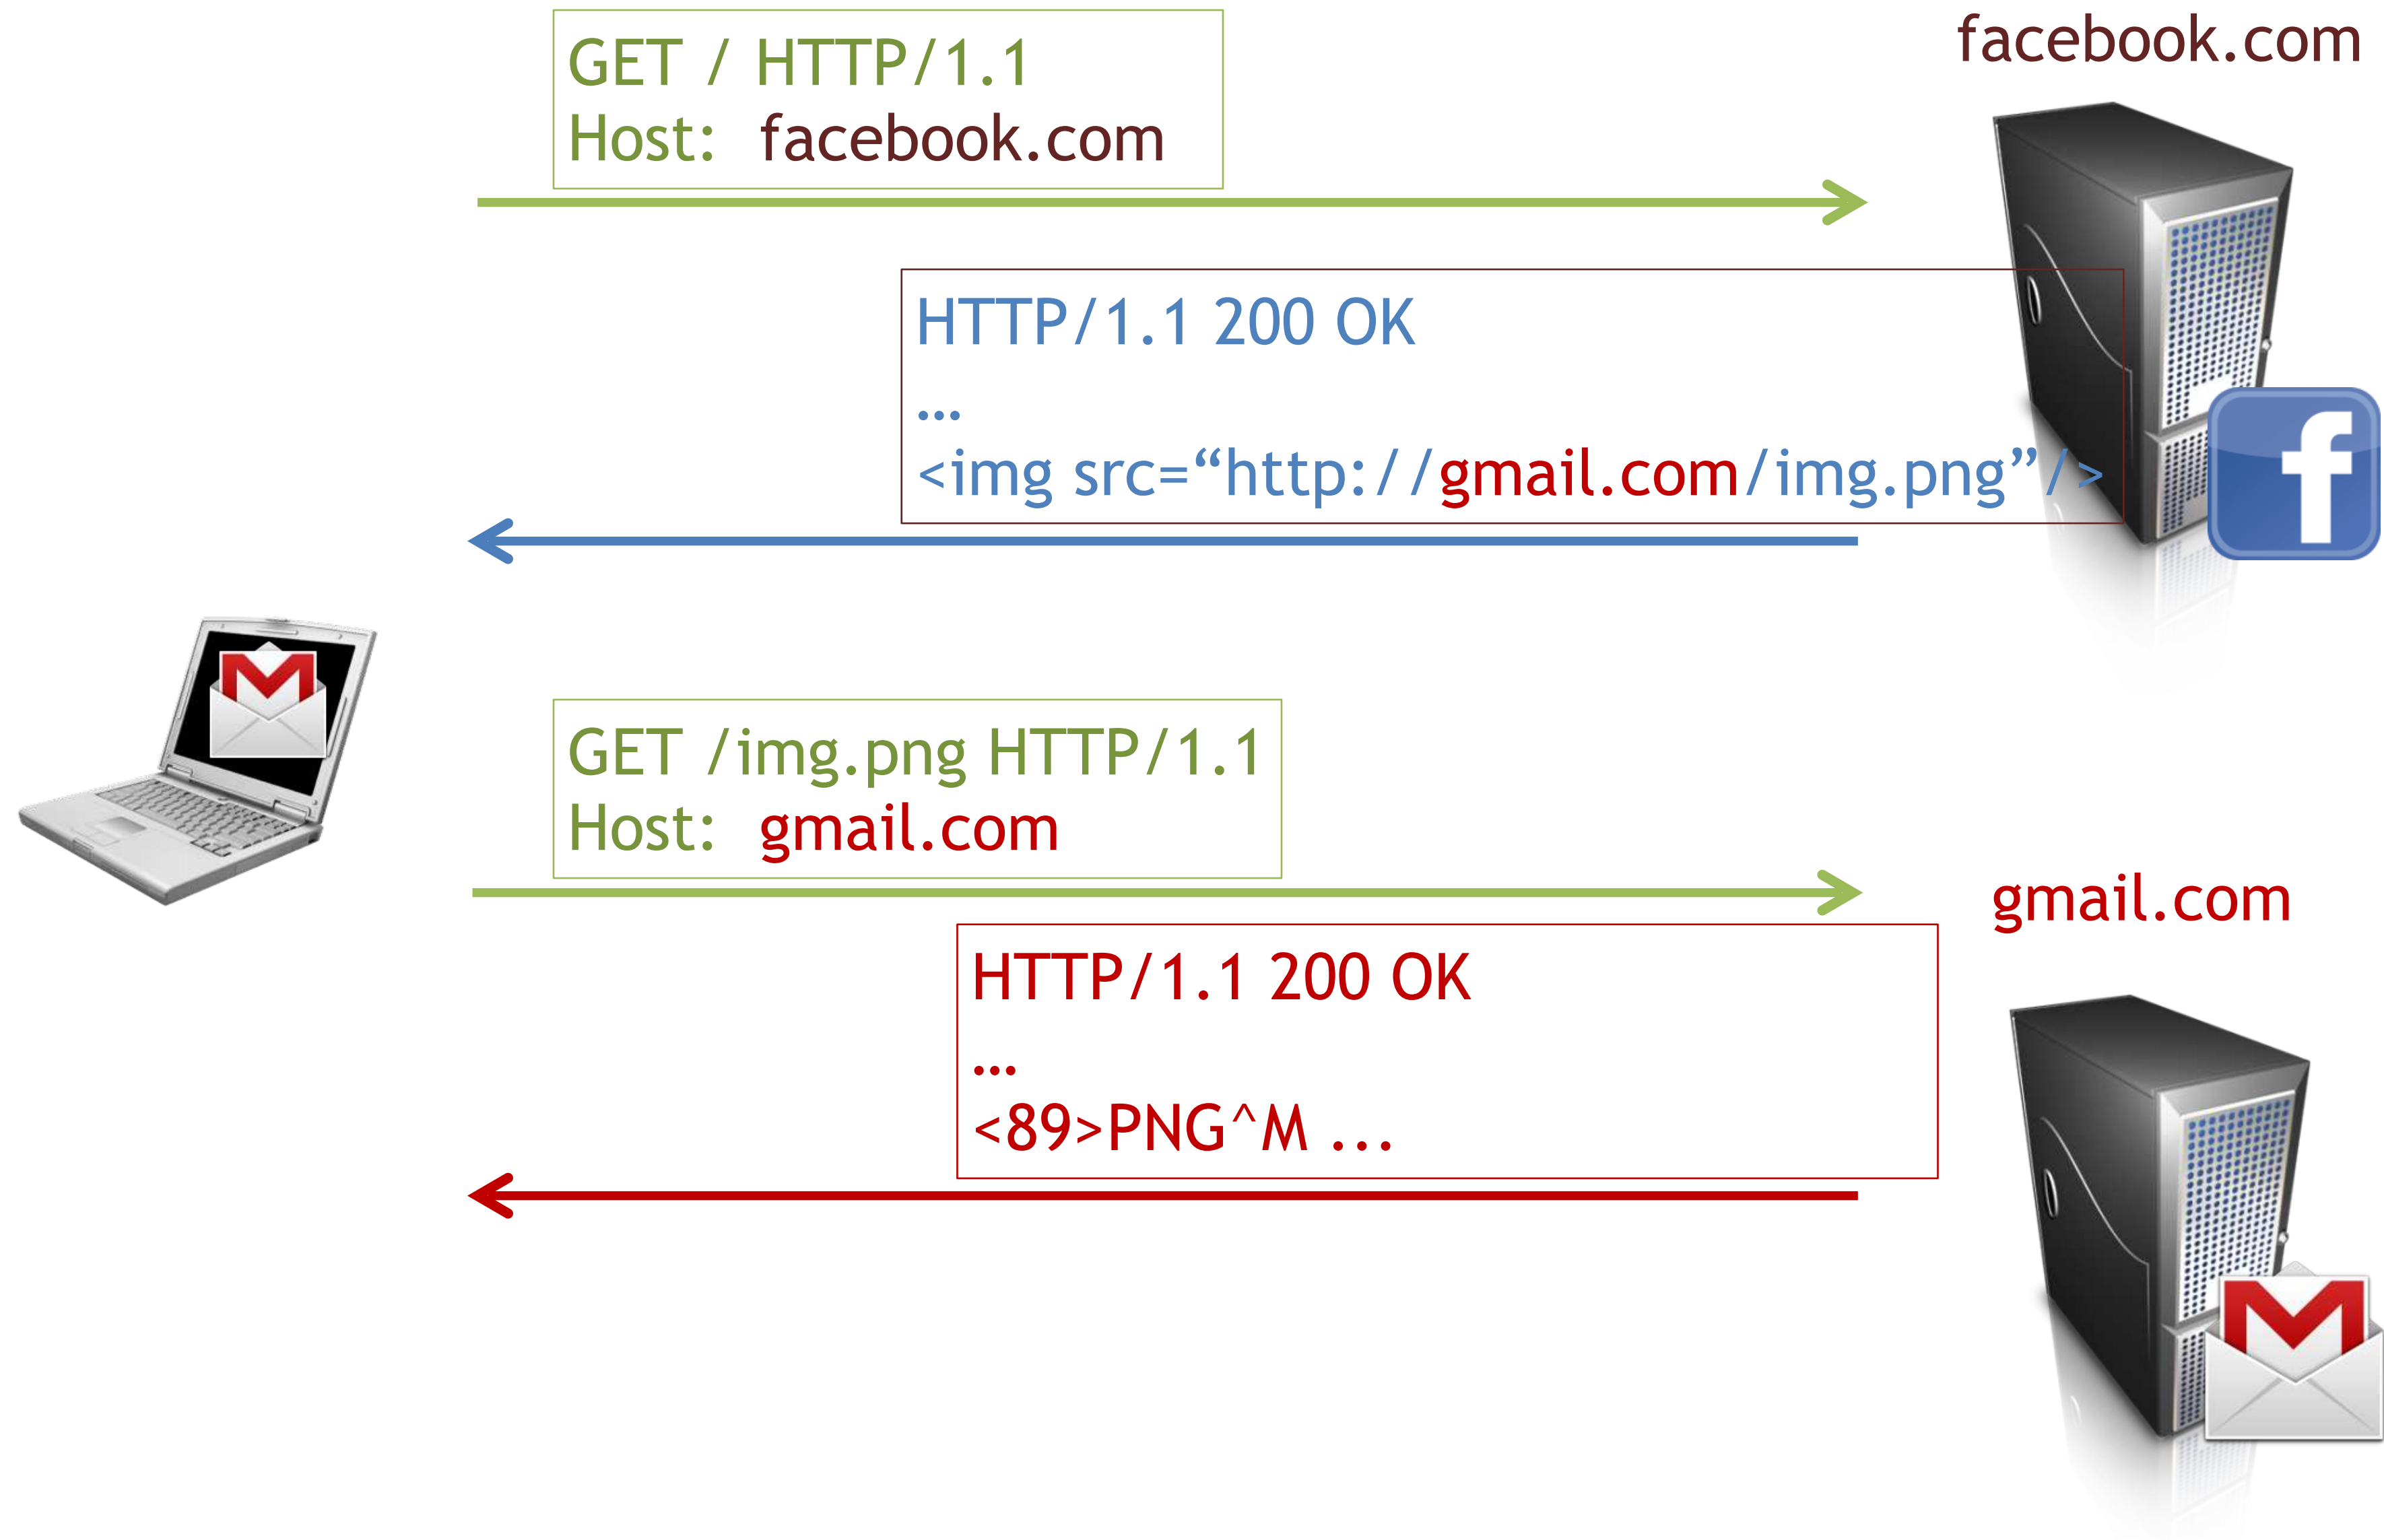 facebook.com
GET / HTTP/1.1
Host: facebook.com
HTTP/1.1 200 OK
…
<img src=“http://gmail.com/img.png”/>
f
M
GET /img.png HTTP/1.1
Host: gmail.com
gmail.com
HTTP/1.1 200 OK
…
<89>PNG^M ...
M